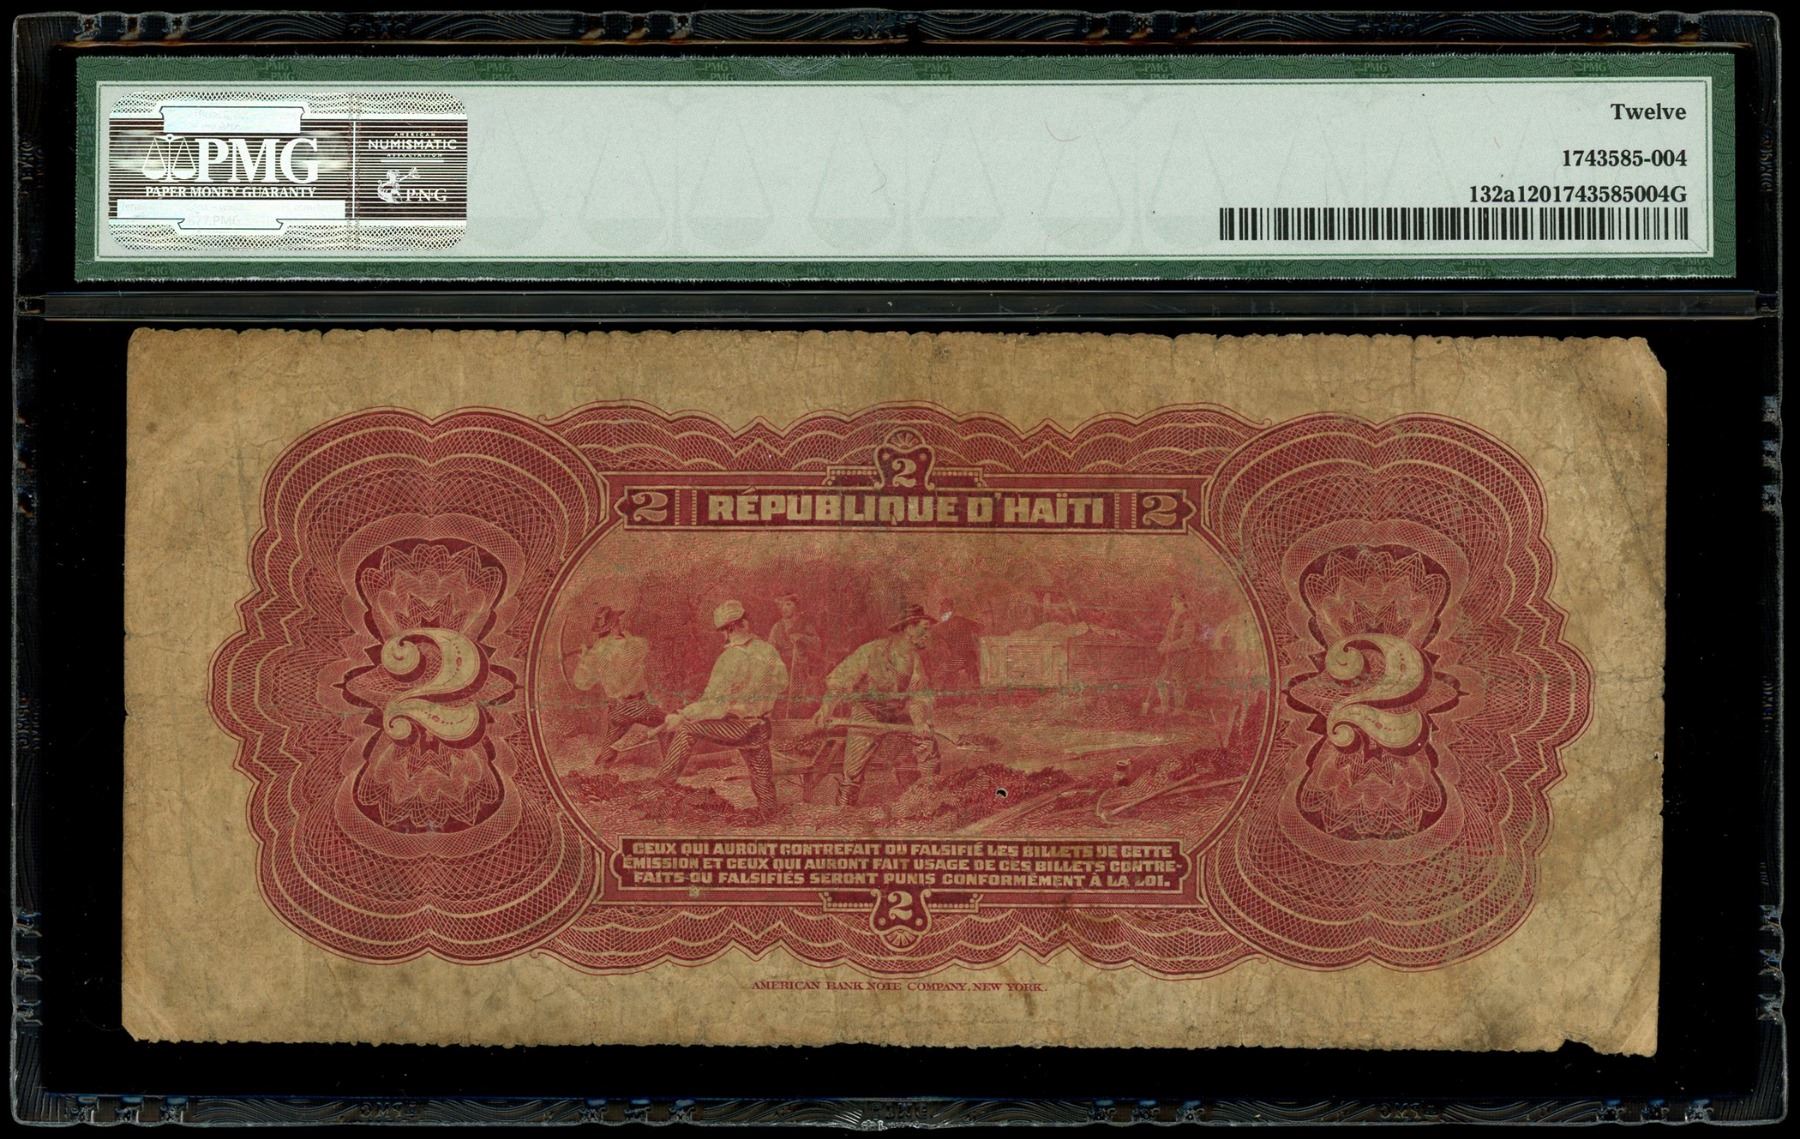 Twelve
1743585-004
132a1201743585004G
PMG
PAPER MONEY GUARANTY
AMERICAN
NUMISMATIC
ASSOCIATION
PNG
2
2 RÉPUBLIQUE D'HAÏTI 2
2
2
CEUX QUI AURONT CONTREFAIT OU FALSIFIÉ LES BILLETS DE CETTE
ÉMISSION ET CEUX QUI AURONT FAIT USAGE DE CES BILLETS CONTRE-
FAITS OU FALSIFIÉS SERONT PUNIS CONFORMÉMENT À LA LOI.
2
AMERICAN BANK NOTE COMPANY, NEW YORK.